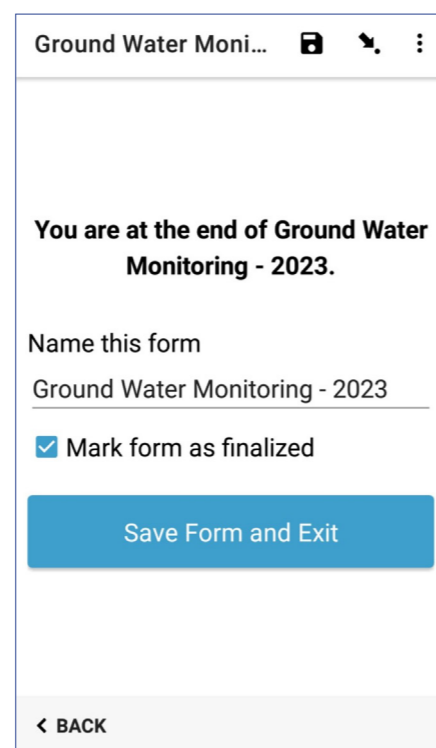 Ground Water Moni...
You are at the end of Ground Water
Monitoring - 2023.
Name this form
Ground Water Monitoring - 2023
Mark form as finalized
Save Form and Exit
BACK